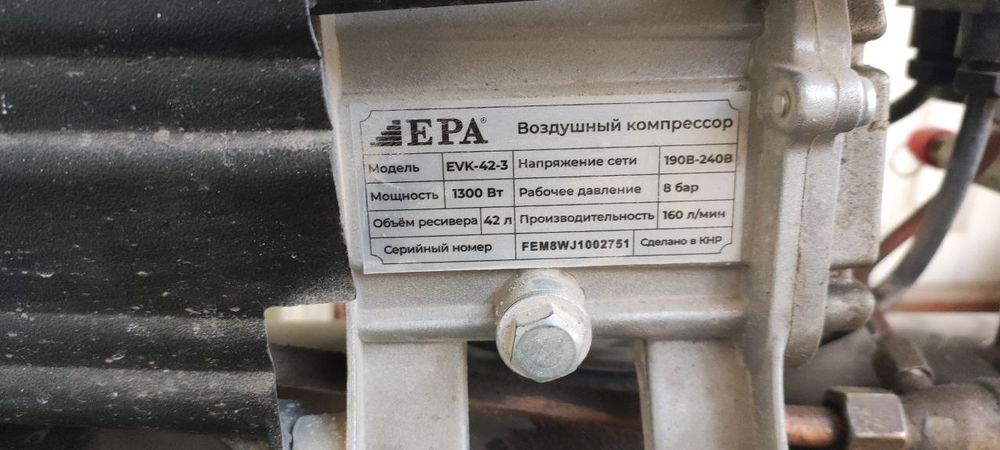 EPA® Воздушный компрессор
Модель EVK-42-3 Напряжение сети 190В-240В
Мощность 1300 Вт Рабочее давление 8 бар
Объём ресивера 42 л Производительность 160 л/мин
Серийный номер FEM8WJ1002751 Сделано в КНР